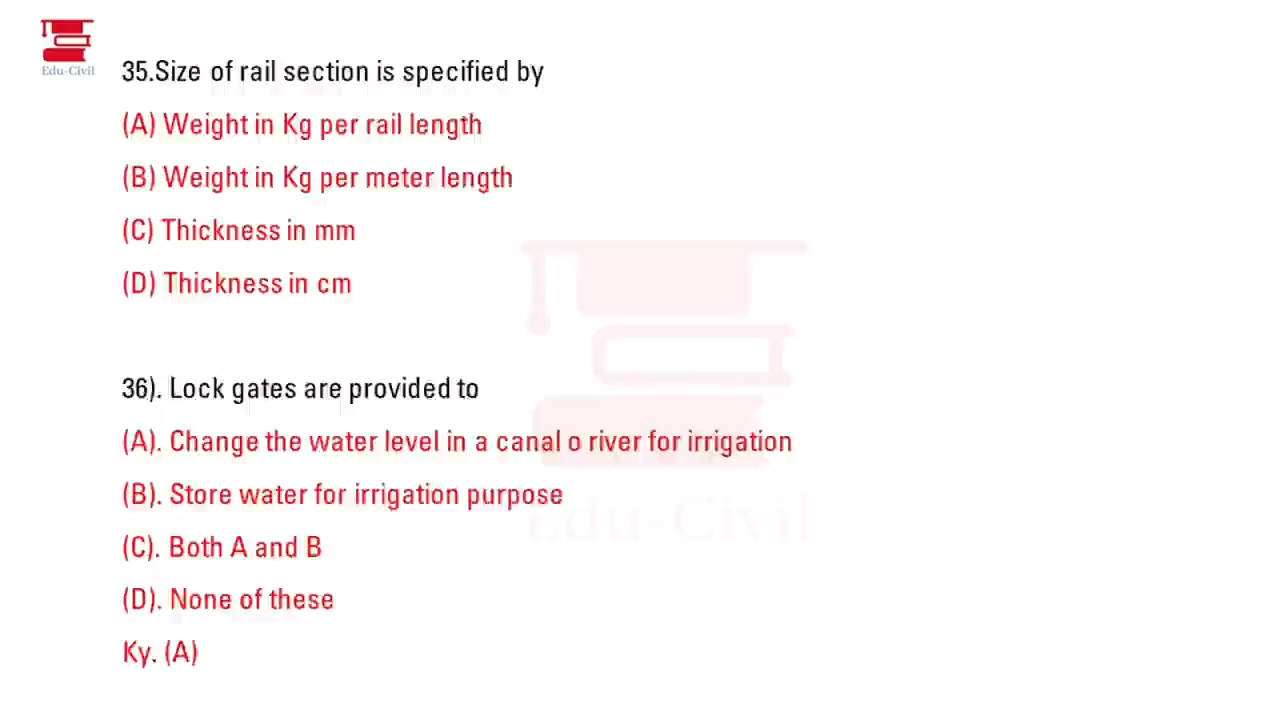 Edu-Civil
35.Size of rail section is specified by
(A) Weight in Kg per rail length
(B) Weight in Kg per meter length
(C) Thickness in mm
(D) Thickness in cm
36). Lock gates are provided to
(A). Change the water level in a canal o river for irrigation
(B). Store water for irrigation purpose
Edu-Civil
(C). Both A and B
(D). None of these
Ky. (A)